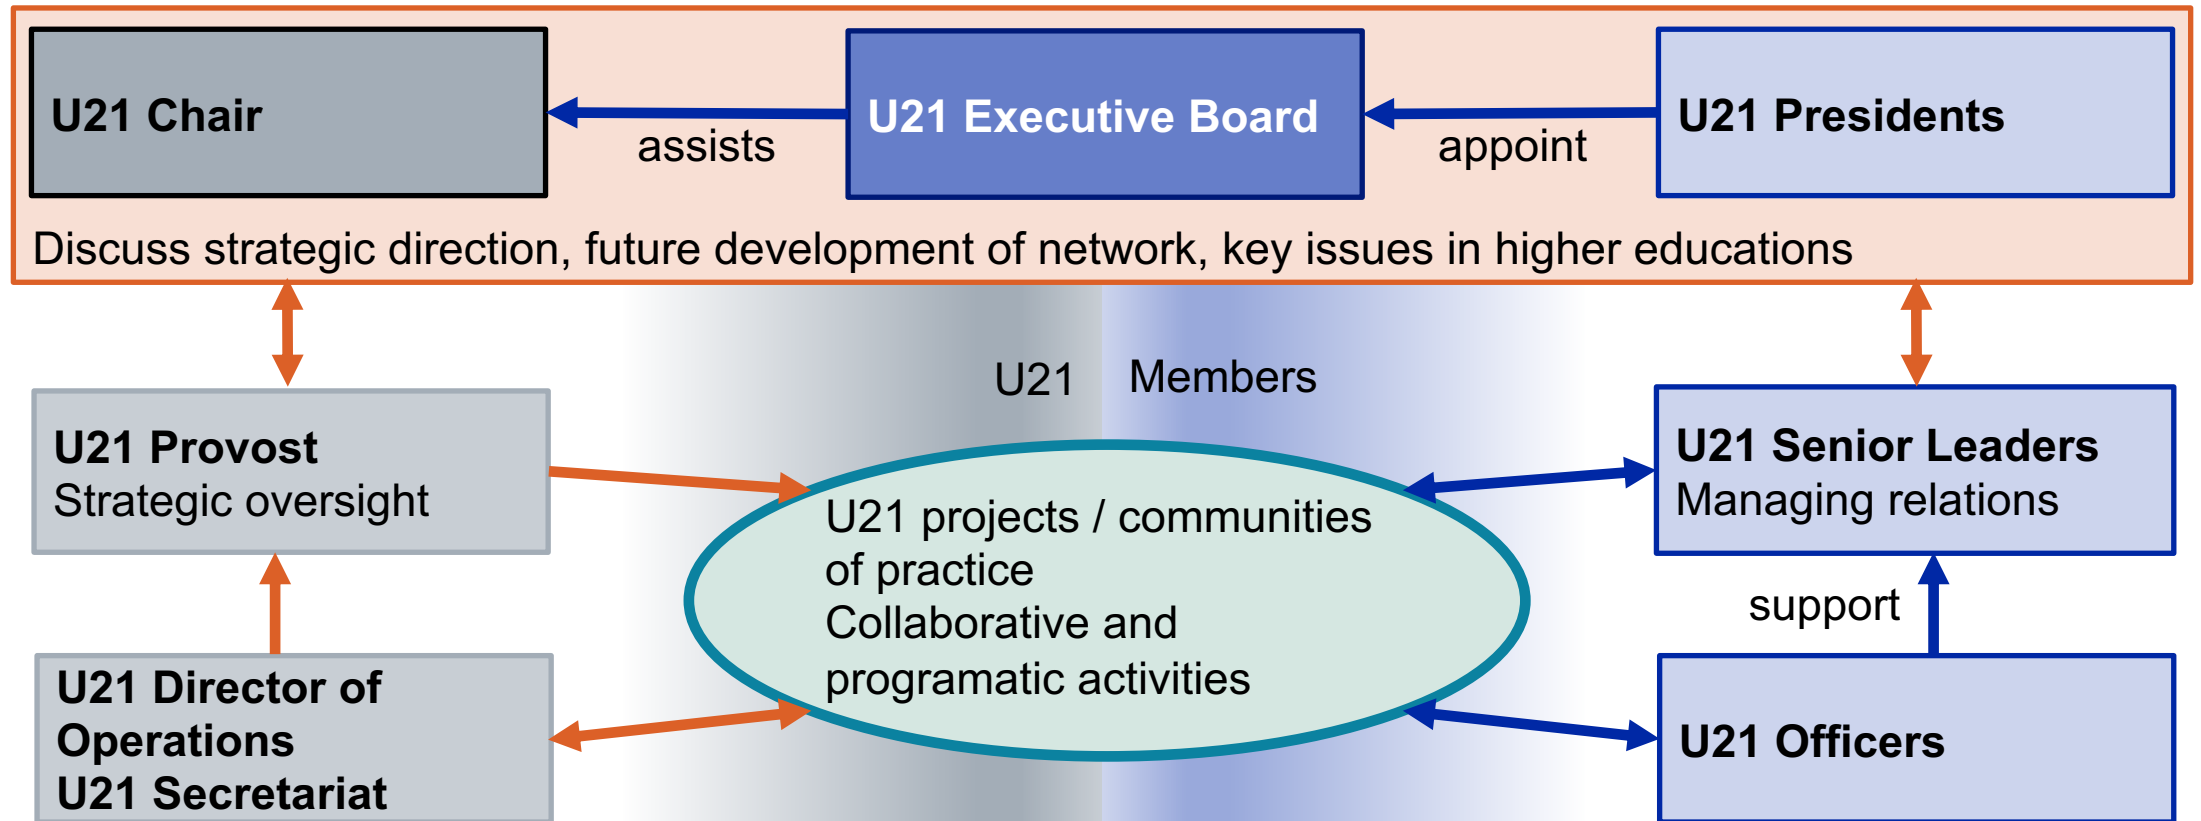 U21 Chair
assists
U21 Executive Board
appoint
U21 Presidents
Discuss strategic direction, future development of network, key issues in higher educations
U21
Members
U21 Provost
Strategic oversight
U21 projects / communities
of practice
Collaborative and
programatic activities
U21 Senior Leaders
Managing relations
support
U21 Director of
Operations
U21 Secretariat
U21 Officers